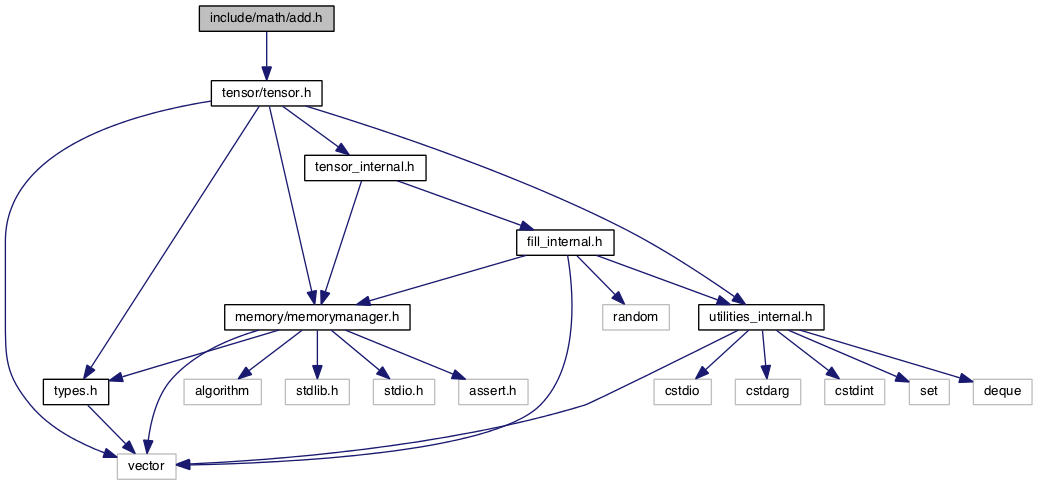 include/math/add.h
tensor/tensor.h
tensor_internal.h
fill_internal.h
memory/memorymanager.h
random
utilities_internal.h
types.h
algorithm
stdlib.h
stdio.h
assert.h
cstdio
cstdarg
cstdint
set
deque
vector